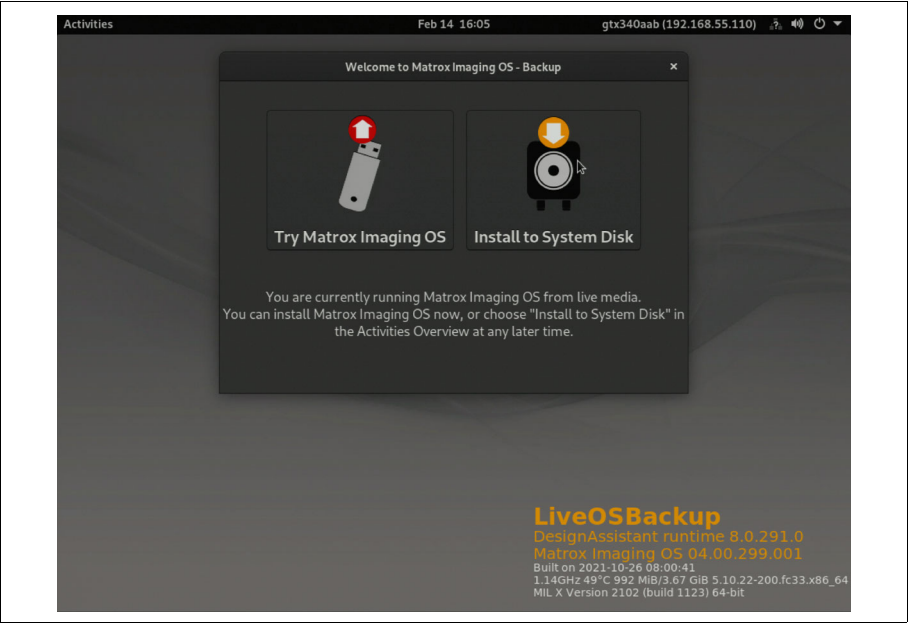 Activities
Feb 14 16:05
gtx340aab (192.168.55.110)
?
Welcome to Matrox Imaging OS - Backup
×
Try Matrox Imaging OS
Install to System Disk
You are currently running Matrox Imaging OS from live media.
You can install Matrox Imaging OS now, or choose "Install to System Disk" in
the Activities Overview at any later time.
LiveOSBackup
DesignAssistant runtime 8.0.291.0
Matrox Imaging OS 04.00.299.001
Built on 2021-10-26 08:00:41
1.14GHz 49°C 992 MiB/3.67 GiB 5.10.22-200.fc33.x86_64
MIL X Version 2102 (build 1123) 64-bit